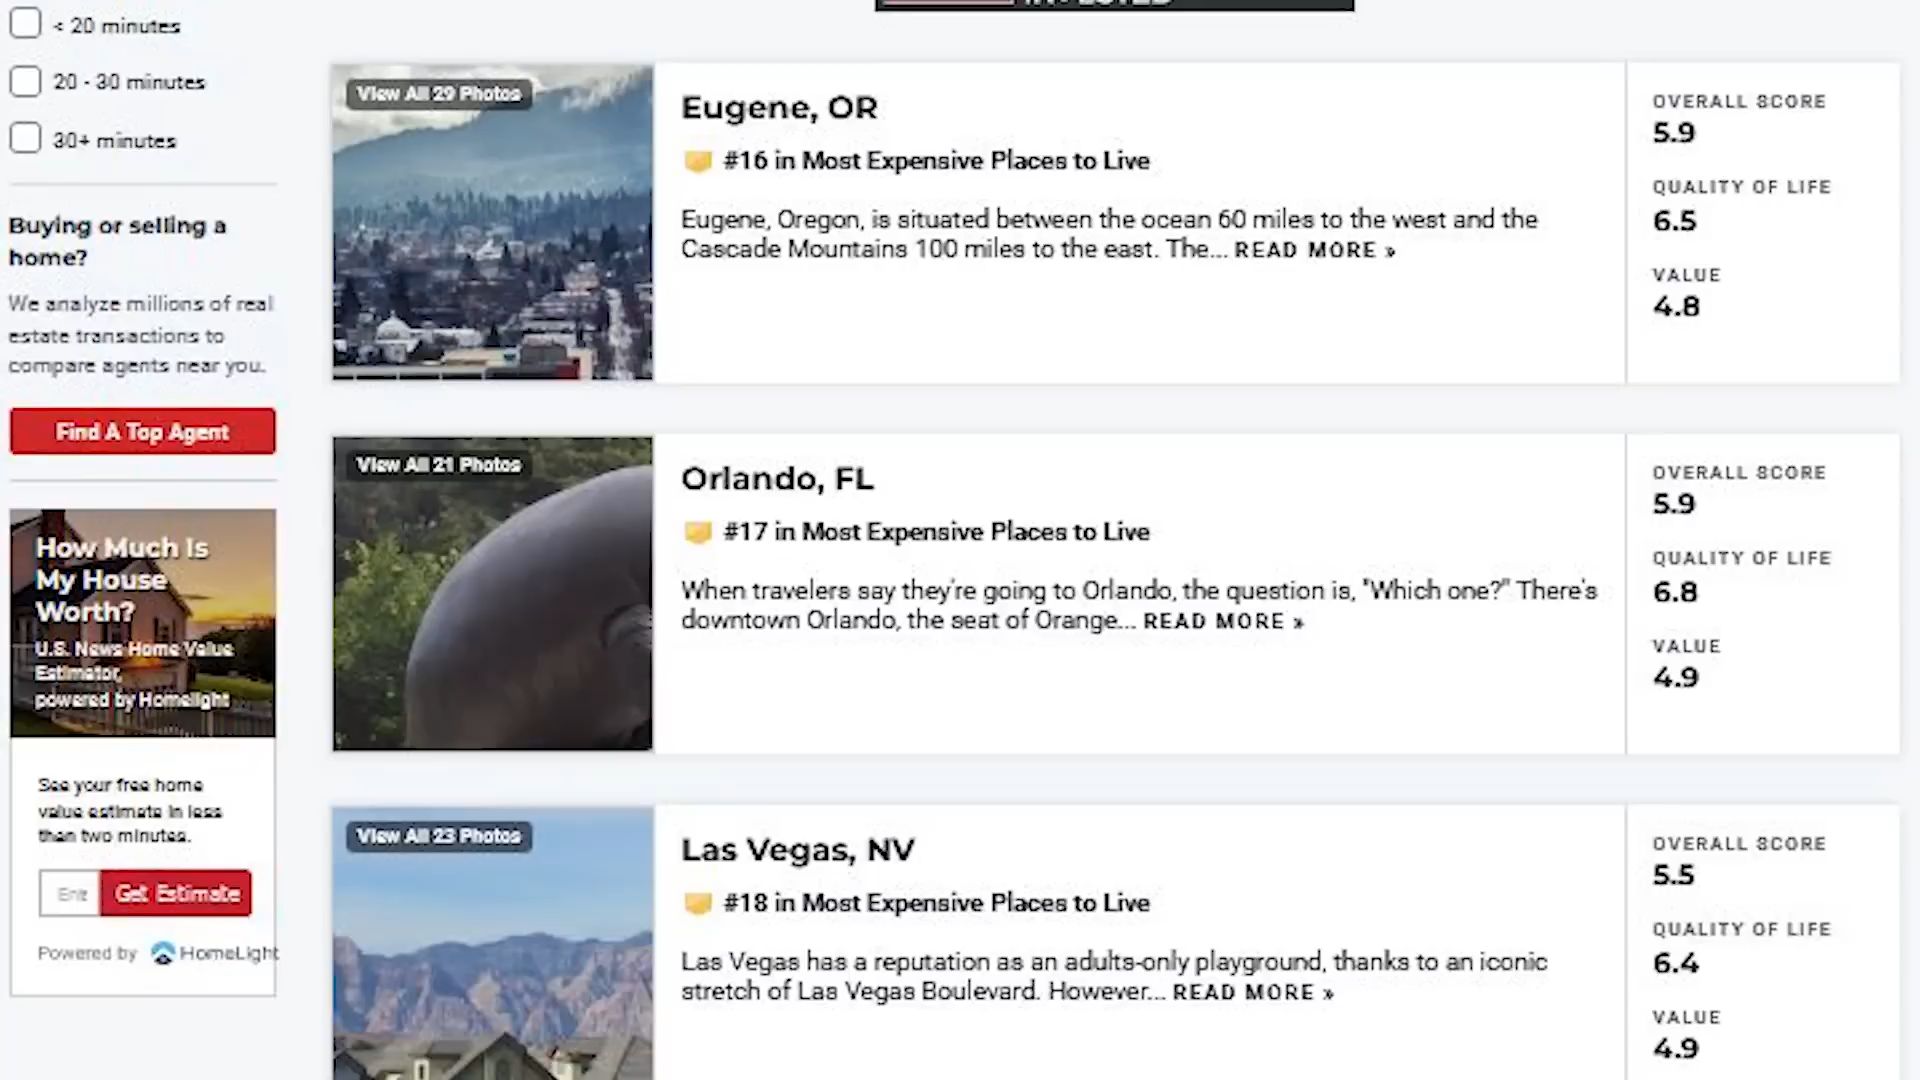 < 20 minutes
20 - 30 minutes
30+ minutes
Buying or selling a
home?
We analyze millions of real
estate transactions to
compare agents near you.
Find A Top Agent
How Much Is
My House
Worth?
U.S. News Home Value
Estimator,
powered by Homelight
See your free home
value estimate in less
than two minutes.
Get Estimate
Powered by HomeLight
View All 29 Photos
Eugene, OR
#16 in Most Expensive Places to Live
Eugene, Oregon, is situated between the ocean 60 miles to the west and the
Cascade Mountains 100 miles to the east. The... READ MORE »
OVERALL SCORE
5.9
QUALITY OF LIFE
6.5
VALUE
4.8
View All 21 Photos
Orlando, FL
#17 in Most Expensive Places to Live
When travelers say they're going to Orlando, the question is, "Which one?" There's
downtown Orlando, the seat of Orange... READ MORE »
OVERALL SCORE
5.9
QUALITY OF LIFE
6.8
VALUE
4.9
View All 23 Photos
Las Vegas, NV
#18 in Most Expensive Places to Live
Las Vegas has a reputation as an adults-only playground, thanks to an iconic
stretch of Las Vegas Boulevard. However... READ MORE »
OVERALL SCORE
5.5
QUALITY OF LIFE
6.4
VALUE
4.9